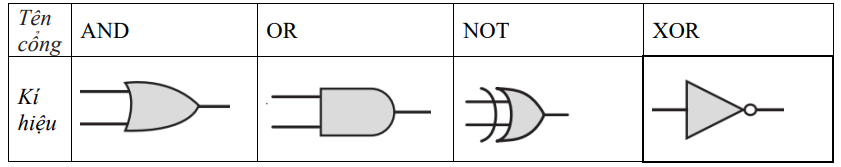 Tên
cổng
AND
OR
NOT
XOR
Kí
hiệu